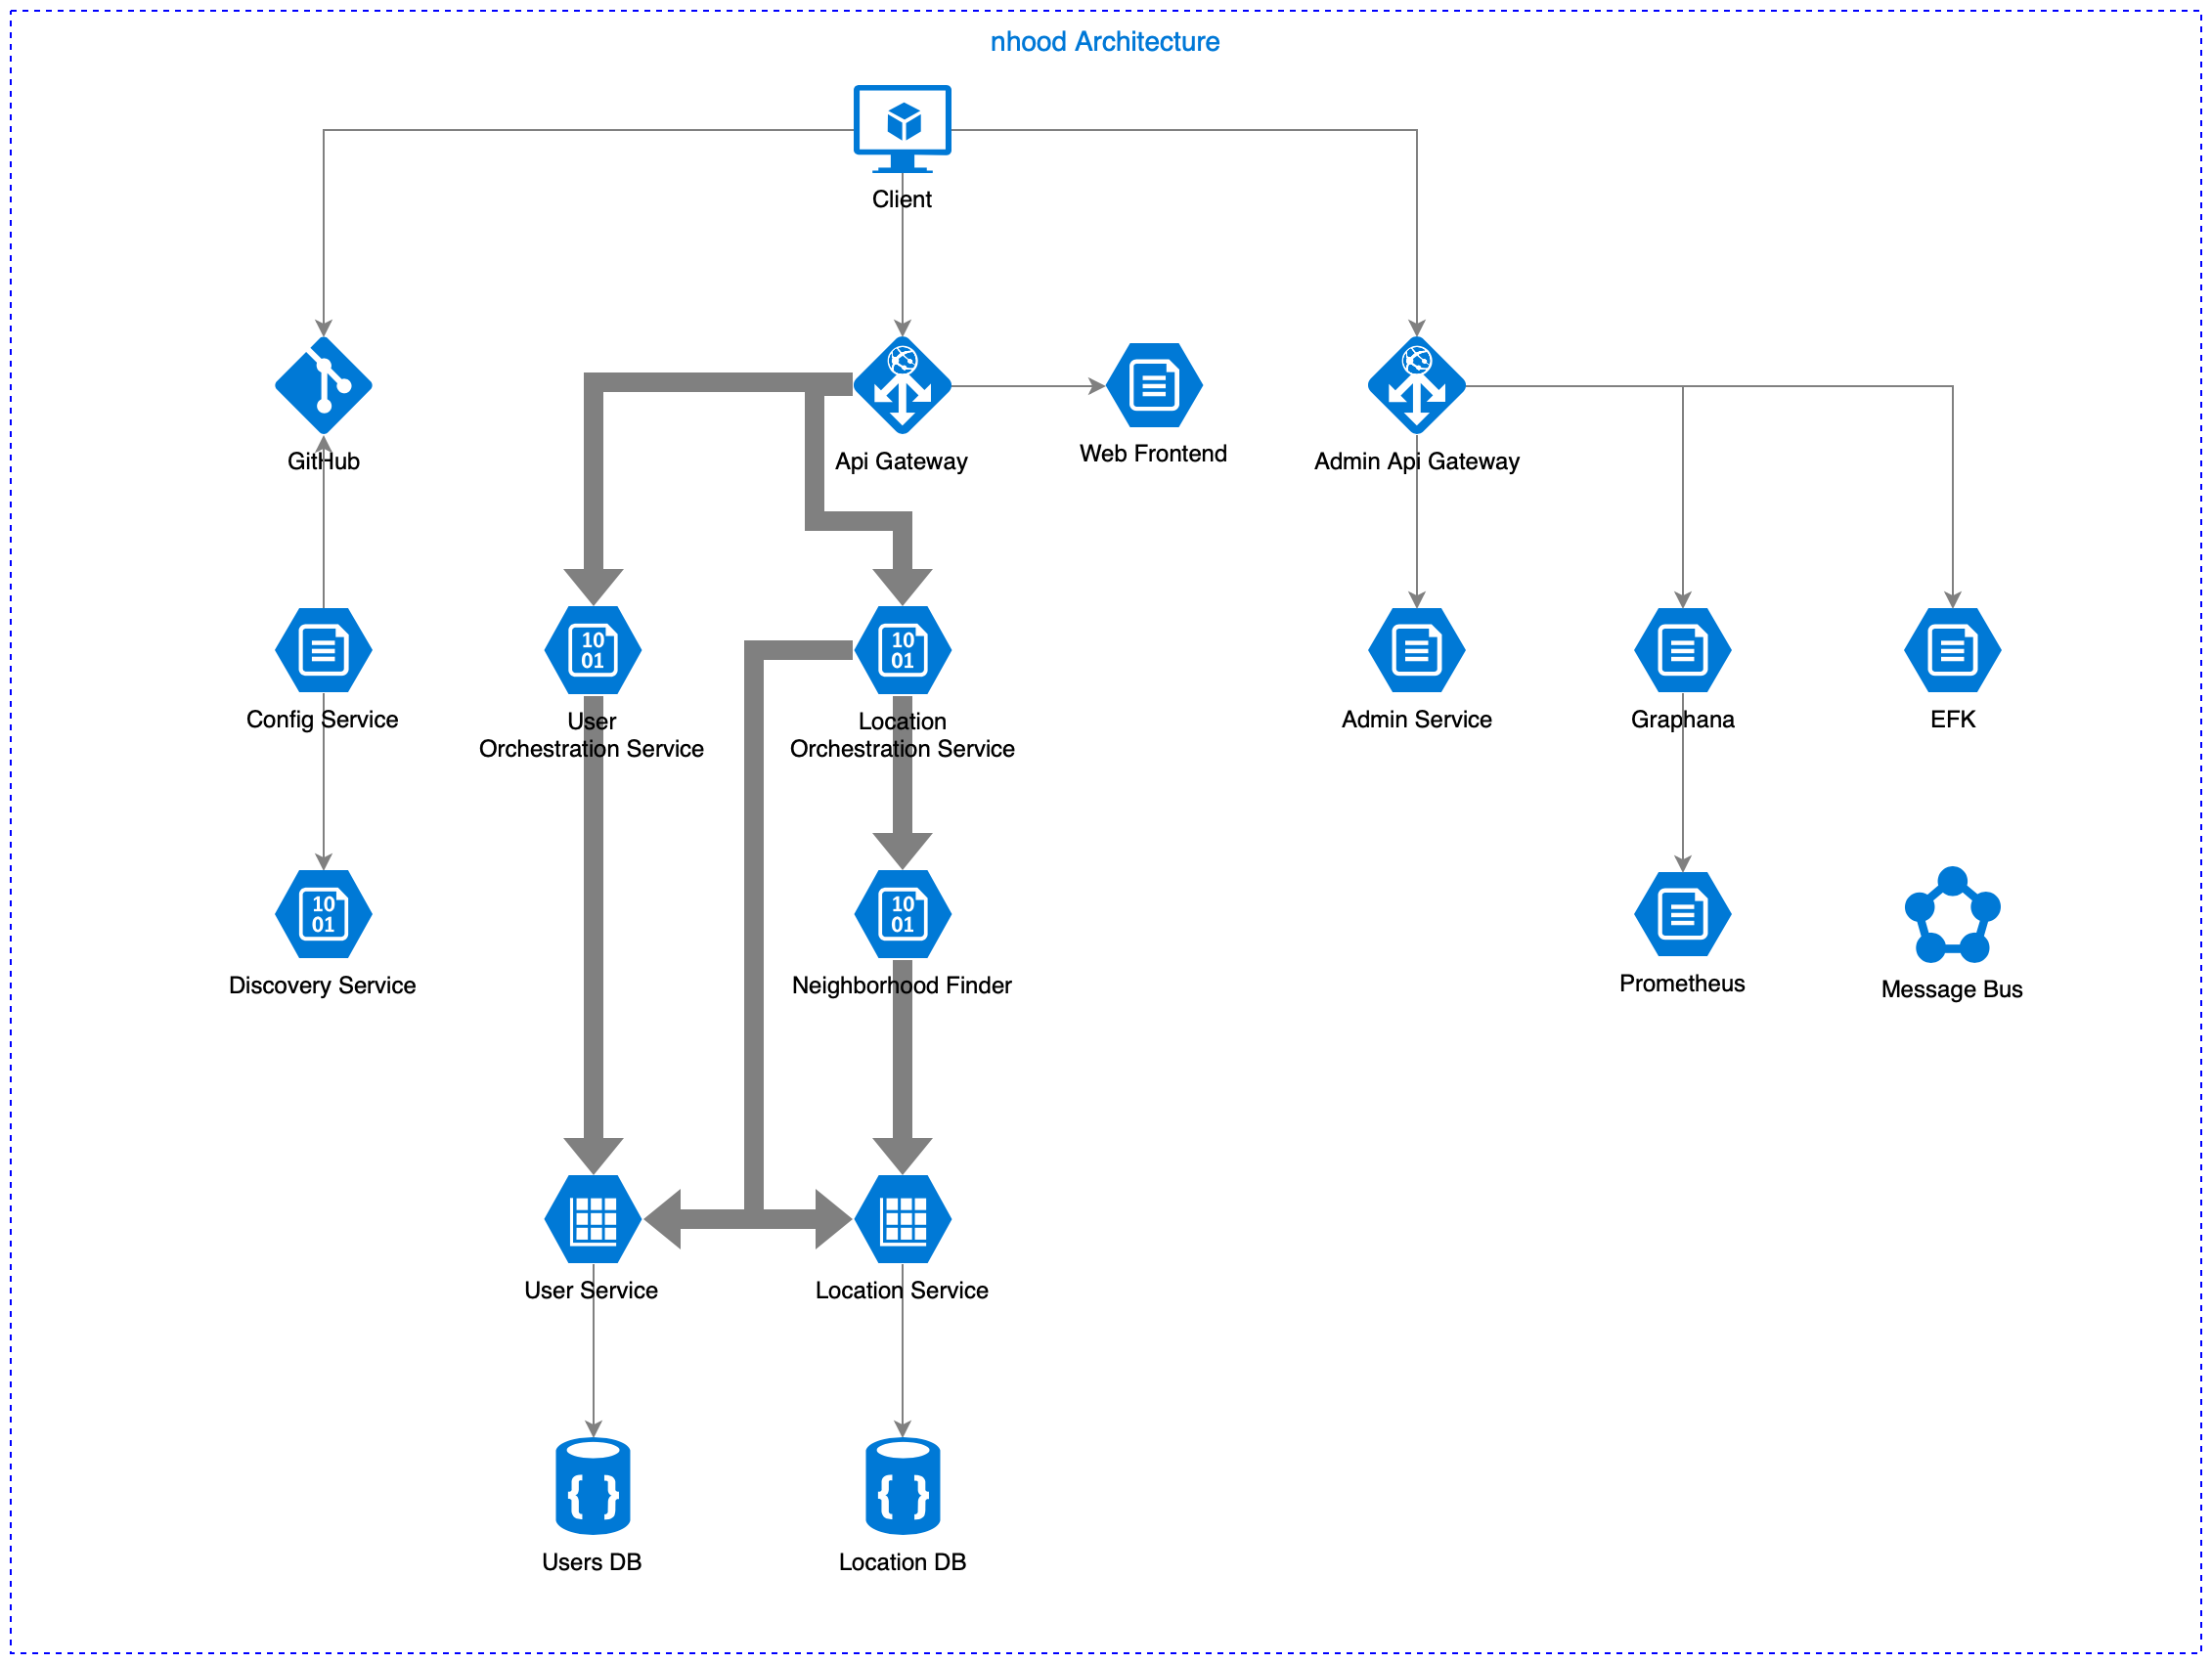 nhood Architecture
Client
GitHub
Api Gateway
Web Frontend
Admin Api Gateway
10
01
10
01
Config Service
User
Orchestration Service
Location
Orchestration Service
Admin Service
Graphana
EFK
10
01
10
01
Discovery Service
Neighborhood Finder
Prometheus
Message Bus
User Service
Location Service
{ }
{ }
Users DB
Location DB